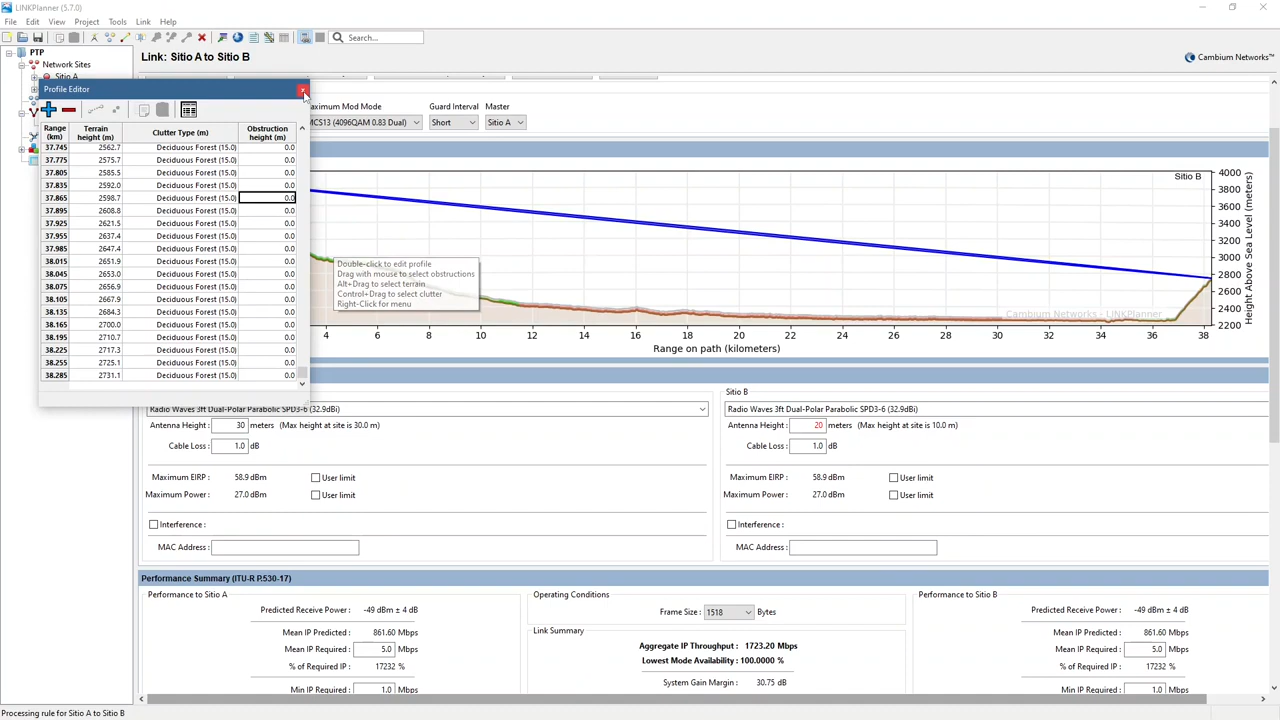 LINKPlanner (5.7.0)
File Edit View Project Tools Link Help
Search...
PTP
Network Sites
Sitio A
Link: Sitio A to Sitio B
Cambium Networks™
Profile Editor
Range (km) Terrain height (m) Clutter Type (m) Obstruction height (m)
37.745 2562.7 Deciduous Forest (15.0) 0.0
37.775 2575.7 Deciduous Forest (15.0) 0.0
37.805 2585.5 Deciduous Forest (15.0) 0.0
37.835 2592.0 Deciduous Forest (15.0) 0.0
37.865 2598.7 Deciduous Forest (15.0) 0.0
37.895 2608.8 Deciduous Forest (15.0) 0.0
37.925 2621.5 Deciduous Forest (15.0) 0.0
37.955 2637.4 Deciduous Forest (15.0) 0.0
37.985 2647.4 Deciduous Forest (15.0) 0.0
38.015 2651.9 Deciduous Forest (15.0) 0.0
38.045 2653.0 Deciduous Forest (15.0) 0.0
38.075 2656.9 Deciduous Forest (15.0) 0.0
38.105 2667.9 Deciduous Forest (15.0) 0.0
38.135 2684.3 Deciduous Forest (15.0) 0.0
38.165 2700.0 Deciduous Forest (15.0) 0.0
38.195 2710.7 Deciduous Forest (15.0) 0.0
38.225 2717.3 Deciduous Forest (15.0) 0.0
38.255 2725.1 Deciduous Forest (15.0) 0.0
38.285 2731.1 Deciduous Forest (15.0) 0.0
aximum Mod Mode Guard Interval Master
MCS13 (4096QAM 0.83 Dual) Short Sitio A
Sitio B
4000
3800
3600
3400
3200
3000
2800
2600
2400
2200
Height Above Sea Level (meters)
Double-click to edit profile
Drag with mouse to select obstructions
Alt+Drag to select terrain
Control+Drag to select clutter
Right-Click for menu
Cambium Networks - LINKPlanner
4 6 8 10 12 14 16 18 20 22 24 26 28 30 32 34 36 38
Range on path (kilometers)
Radio Waves 3ft Dual-Polar Parabolic SPD3-6 (32.9dBi)
Antenna Height : 30 meters (Max height at site is 30.0 m)
Cable Loss : 1.0 dB
Maximum EIRP : 58.9 dBm User limit
Maximum Power : 27.0 dBm User limit
Interference :
MAC Address :
Sitio B
Radio Waves 3ft Dual-Polar Parabolic SPD3-6 (32.9dBi)
Antenna Height : 20 meters (Max height at site is 10.0 m)
Cable Loss : 1.0 dB
Maximum EIRP : 58.9 dBm User limit
Maximum Power : 27.0 dBm User limit
Interference :
MAC Address :
Performance Summary (ITU-R P.530-17)
Performance to Sitio A
Predicted Receive Power : -49 dBm ± 4 dB
Mean IP Predicted : 861.60 Mbps
Mean IP Required : 5.0 Mbps
% of Required IP : 17232 %
Min IP Required : 1.0 Mbps
Operating Conditions
Frame Size : 1518 Bytes
Link Summary
Aggregate IP Throughput : 1723.20 Mbps
Lowest Mode Availability : 100.0000 %
System Gain Margin : 30.75 dB
Performance to Sitio B
Predicted Receive Power : -49 dBm ± 4 dB
Mean IP Predicted : 861.60 Mbps
Mean IP Required : 5.0 Mbps
% of Required IP : 17232 %
Min IP Required : 1.0 Mbps
Processing rule for Sitio A to Sitio B